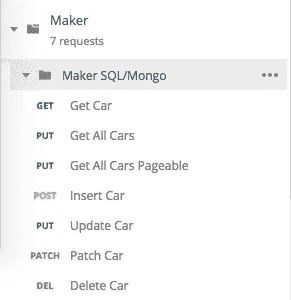 Maker
7 requests
Maker SQL/Mongo
GET Get Car
PUT Get All Cars
PUT Get All Cars Pageable
POST Insert Car
PUT Update Car
PATCH Patch Car
DEL Delete Car